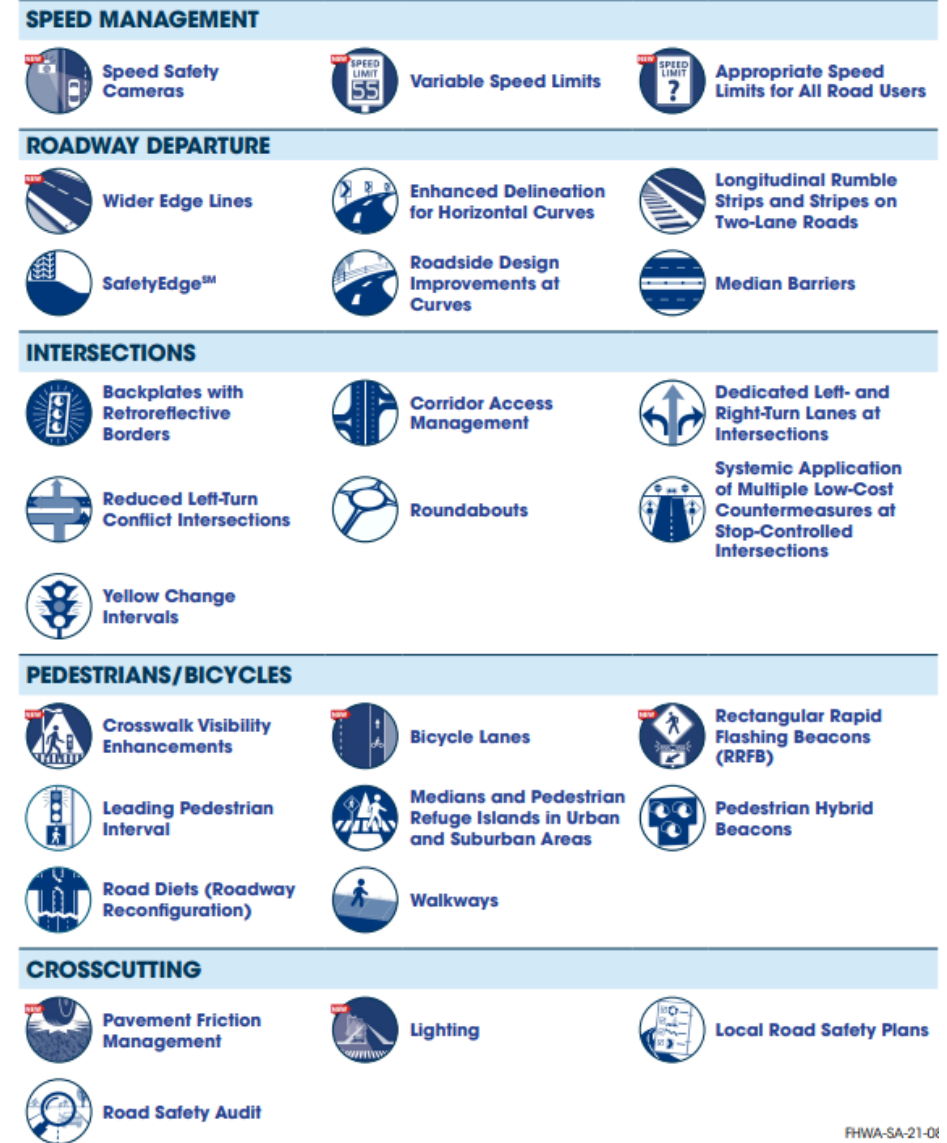 SPEED MANAGEMENT
NEW
Speed Safety
Cameras
NEW
SPEED
LIMIT
55
Variable Speed Limits
NEW
SPEED
LIMIT
?
Appropriate Speed
Limits for All Road Users
ROADWAY DEPARTURE
NEW
Wider Edge Lines
Enhanced Delineation
for Horizontal Curves
Longitudinal Rumble
Strips and Stripes on
Two-Lane Roads
SafetyEdge℠
Roadside Design
Improvements at
Curves
Median Barriers
INTERSECTIONS
Backplates with
Retroreflective
Borders
Corridor Access
Management
Dedicated Left- and
Right-Turn Lanes at
Intersections
Reduced Left-Turn
Conflict Intersections
Roundabouts
Systemic Application
of Multiple Low-Cost
Countermeasures at
Stop-Controlled
Intersections
Yellow Change
Intervals
PEDESTRIANS/BICYCLES
NEW
Crosswalk Visibility
Enhancements
NEW
Bicycle Lanes
NEW
Rectangular Rapid
Flashing Beacons
(RRFB)
Leading Pedestrian
Interval
Medians and Pedestrian
Refuge Islands in Urban
and Suburban Areas
Pedestrian Hybrid
Beacons
Road Diets (Roadway
Reconfiguration)
Walkways
CROSSCUTTING
NEW
Pavement Friction
Management
NEW
Lighting
Local Road Safety Plans
Road Safety Audit
FHWA-SA-21-08